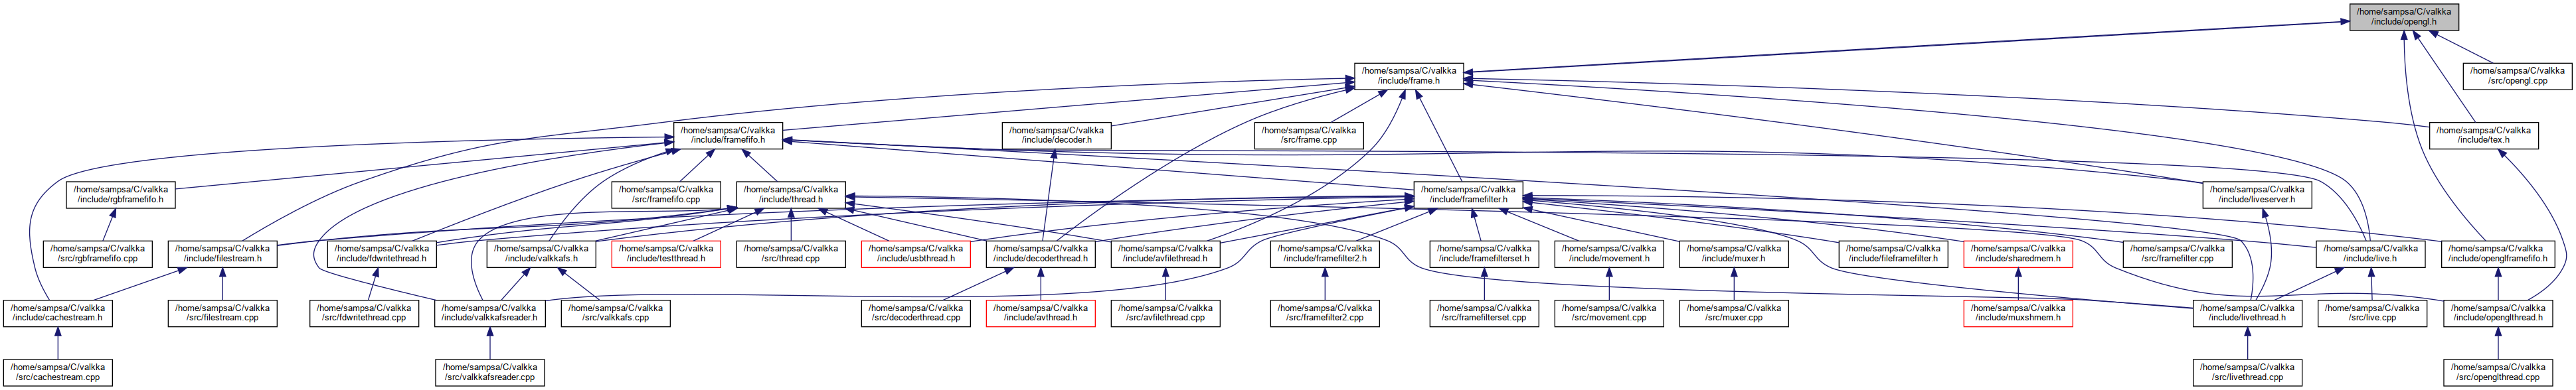 /home/sampsa/C/valkka
/include/opengl.h
/home/sampsa/C/valkka
/include/frame.h
/home/sampsa/C/valkka
/src/opengl.cpp
/home/sampsa/C/valkka
/include/framefifo.h
/home/sampsa/C/valkka
/include/decoder.h
/home/sampsa/C/valkka
/src/frame.cpp
/home/sampsa/C/valkka
/include/tex.h
/home/sampsa/C/valkka
/include/rgbframefifo.h
/home/sampsa/C/valkka
/src/framefifo.cpp
/home/sampsa/C/valkka
/include/thread.h
/home/sampsa/C/valkka
/include/framefilter.h
/home/sampsa/C/valkka
/include/liveserver.h
/home/sampsa/C/valkka
/src/rgbframefifo.cpp
/home/sampsa/C/valkka
/include/filestream.h
/home/sampsa/C/valkka
/include/fdwritethread.h
/home/sampsa/C/valkka
/include/valkkafs.h
/home/sampsa/C/valkka
/include/testthread.h
/home/sampsa/C/valkka
/src/thread.cpp
/home/sampsa/C/valkka
/include/usbthread.h
/home/sampsa/C/valkka
/include/decoderthread.h
/home/sampsa/C/valkka
/include/avfilethread.h
/home/sampsa/C/valkka
/include/framefilter2.h
/home/sampsa/C/valkka
/include/framefilterset.h
/home/sampsa/C/valkka
/include/movement.h
/home/sampsa/C/valkka
/include/muxer.h
/home/sampsa/C/valkka
/include/fileframefilter.h
/home/sampsa/C/valkka
/include/sharedmem.h
/home/sampsa/C/valkka
/src/framefilter.cpp
/home/sampsa/C/valkka
/include/live.h
/home/sampsa/C/valkka
/include/openglframefifo.h
/home/sampsa/C/valkka
/include/cachestream.h
/home/sampsa/C/valkka
/src/filestream.cpp
/home/sampsa/C/valkka
/src/fdwritethread.cpp
/home/sampsa/C/valkka
/include/valkkafsreader.h
/home/sampsa/C/valkka
/src/valkkafs.cpp
/home/sampsa/C/valkka
/src/decoderthread.cpp
/home/sampsa/C/valkka
/include/avthread.h
/home/sampsa/C/valkka
/src/avfilethread.cpp
/home/sampsa/C/valkka
/src/framefilter2.cpp
/home/sampsa/C/valkka
/src/framefilterset.cpp
/home/sampsa/C/valkka
/src/movement.cpp
/home/sampsa/C/valkka
/src/muxer.cpp
/home/sampsa/C/valkka
/include/muxshmem.h
/home/sampsa/C/valkka
/include/livethread.h
/home/sampsa/C/valkka
/src/live.cpp
/home/sampsa/C/valkka
/include/openglthread.h
/home/sampsa/C/valkka
/src/cachestream.cpp
/home/sampsa/C/valkka
/src/valkkafsreader.cpp
/home/sampsa/C/valkka
/src/livethread.cpp
/home/sampsa/C/valkka
/src/openglthread.cpp